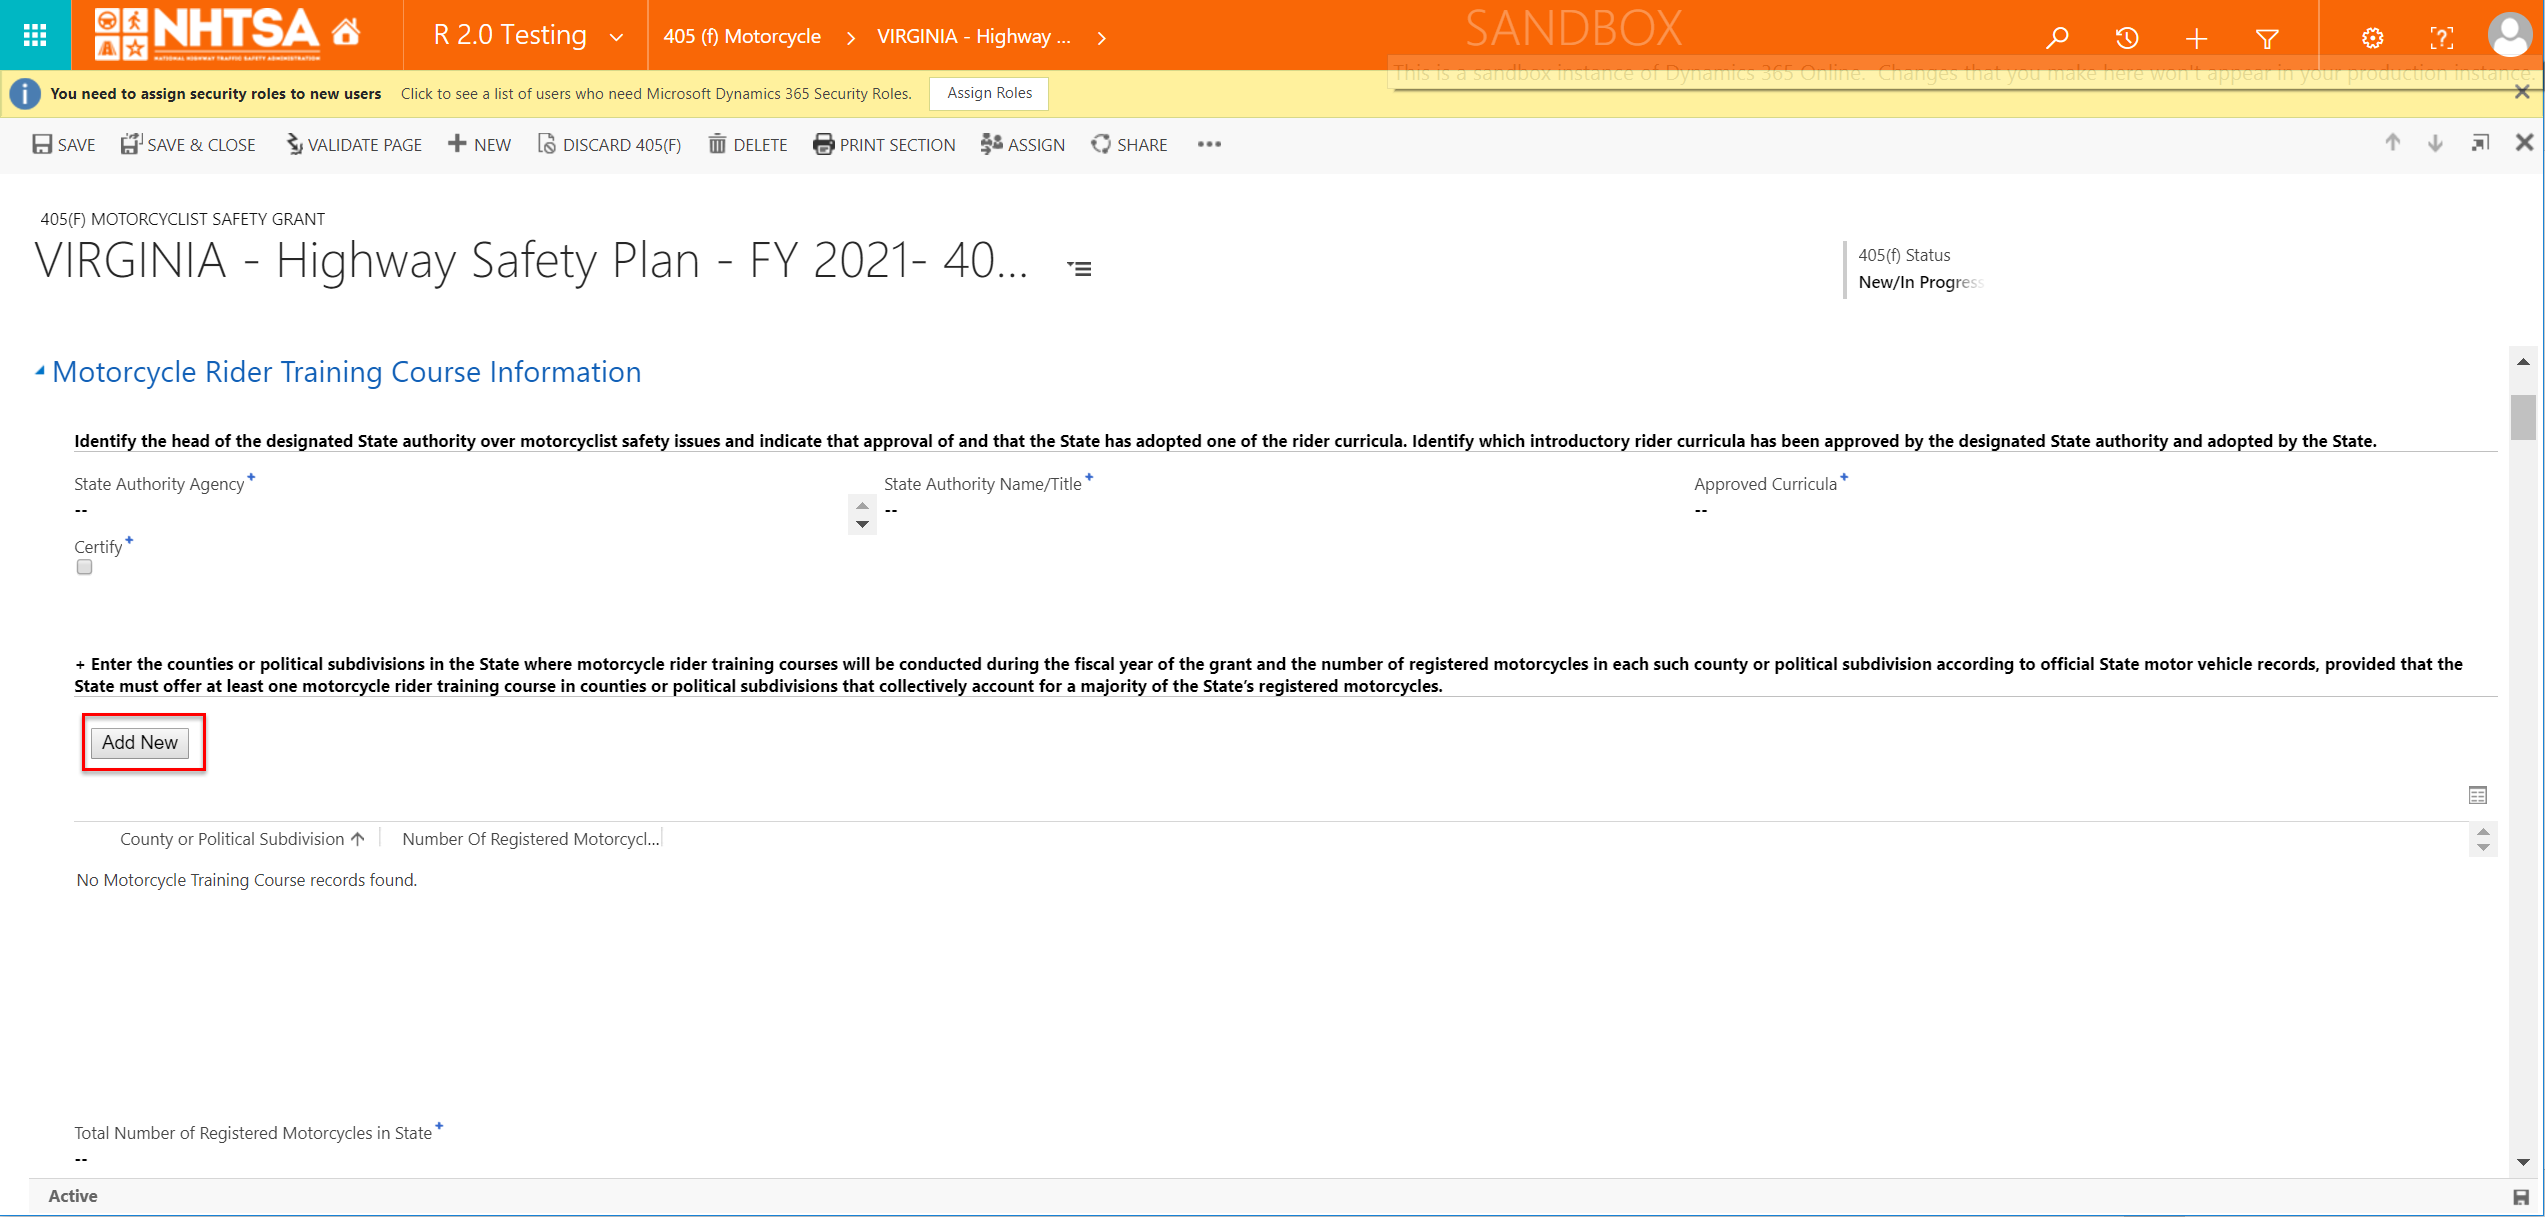 NHTSA
NATIONAL HIGHWAY TRAFFIC SAFETY ADMINISTRATION
R 2.0 Testing
405 (f) Motorcycle
VIRGINIA - Highway ...
SANDBOX
This is a sandbox instance of Dynamics 365 Online. Changes that you make here won't appear in your production instance.
You need to assign security roles to new users Click to see a list of users who need Microsoft Dynamics 365 Security Roles. Assign Roles
SAVE SAVE & CLOSE VALIDATE PAGE NEW DISCARD 405(F) DELETE PRINT SECTION ASSIGN SHARE •••
405(F) MOTORCYCLIST SAFETY GRANT
VIRGINIA - Highway Safety Plan - FY 2021- 40...
405(f) Status
New/In Progress
Motorcycle Rider Training Course Information
Identify the head of the designated State authority over motorcyclist safety issues and indicate that approval of and that the State has adopted one of the rider curricula. Identify which introductory rider curricula has been approved by the designated State authority and adopted by the State.
State Authority Agency+ State Authority Name/Title+ Approved Curricula+
-- -- --
Certify+
+ Enter the counties or political subdivisions in the State where motorcycle rider training courses will be conducted during the fiscal year of the grant and the number of registered motorcycles in each such county or political subdivision according to official State motor vehicle records, provided that the
State must offer at least one motorcycle rider training course in counties or political subdivisions that collectively account for a majority of the State's registered motorcycles.
Add New
County or Political Subdivision ↑ Number Of Registered Motorcycl...
No Motorcycle Training Course records found.
Total Number of Registered Motorcycles in State+
--
Active